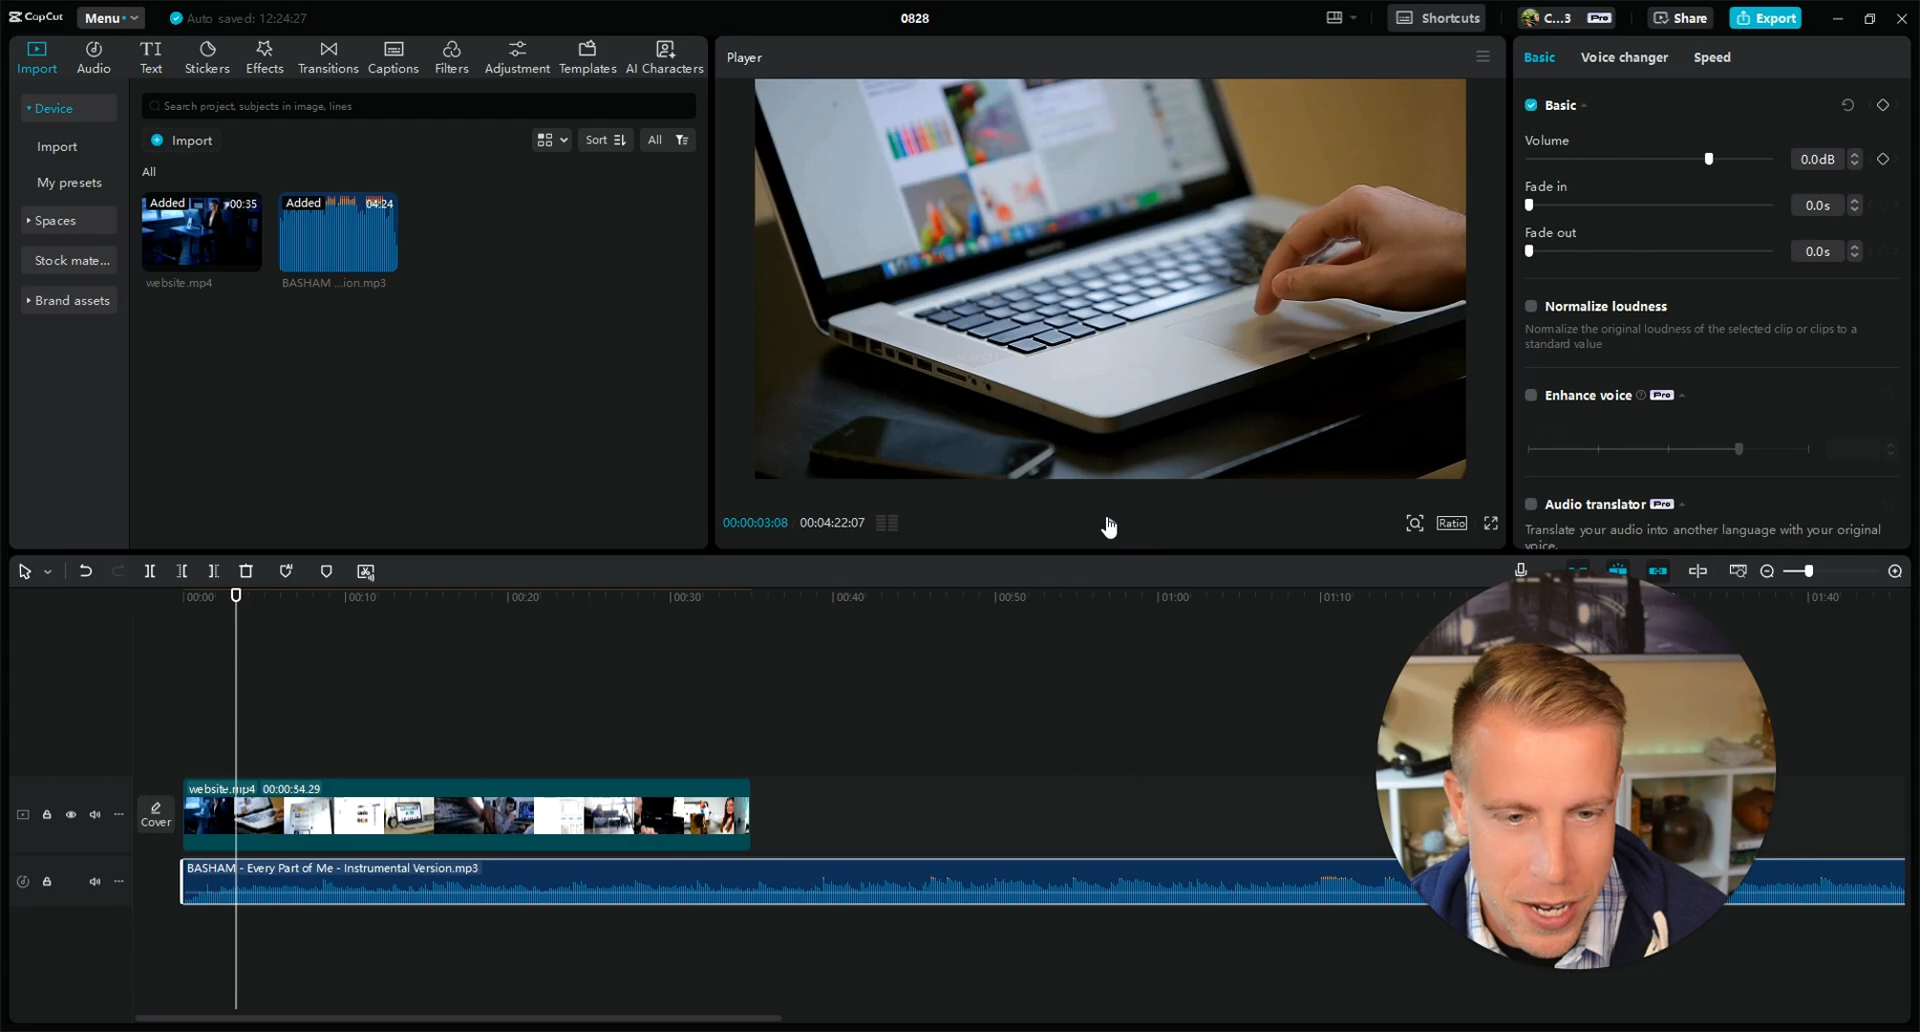 CapCut
Menu
Auto saved: 12:24:27
0828
Shortcuts
C...3
Pro
Share
Export
Import
Audio
TI
Text
Stickers
Effects
Transitions
Captions
Filters
Adjustment
Templates
AI Characters
Player
Basic
Voice changer
Speed
Device
Import
My presets
Spaces
Stock mate...
Brand assets
Search project, subjects in image, lines
Import
Sort
All
All
Added
00:35
website.mp4
Added
04:24
BASHAM ...ion.mp3
00:00:03:08
00:04:22:07
Ratio
Basic
Volume
0.0dB
Fade in
0.0s
Fade out
0.0s
Normalize loudness
Normalize the original loudness of the selected clip or clips to a
standard value
Enhance voice
Pro
Audio translator
Pro
Translate your audio into another language with your original
voice.
00:00
00:10
00:20
00:30
00:40
00:50
01:00
01:10
01:40
Cover
website.mp4 00:00:34:29
BASHAM - Every Part of Me - Instrumental Version.mp3